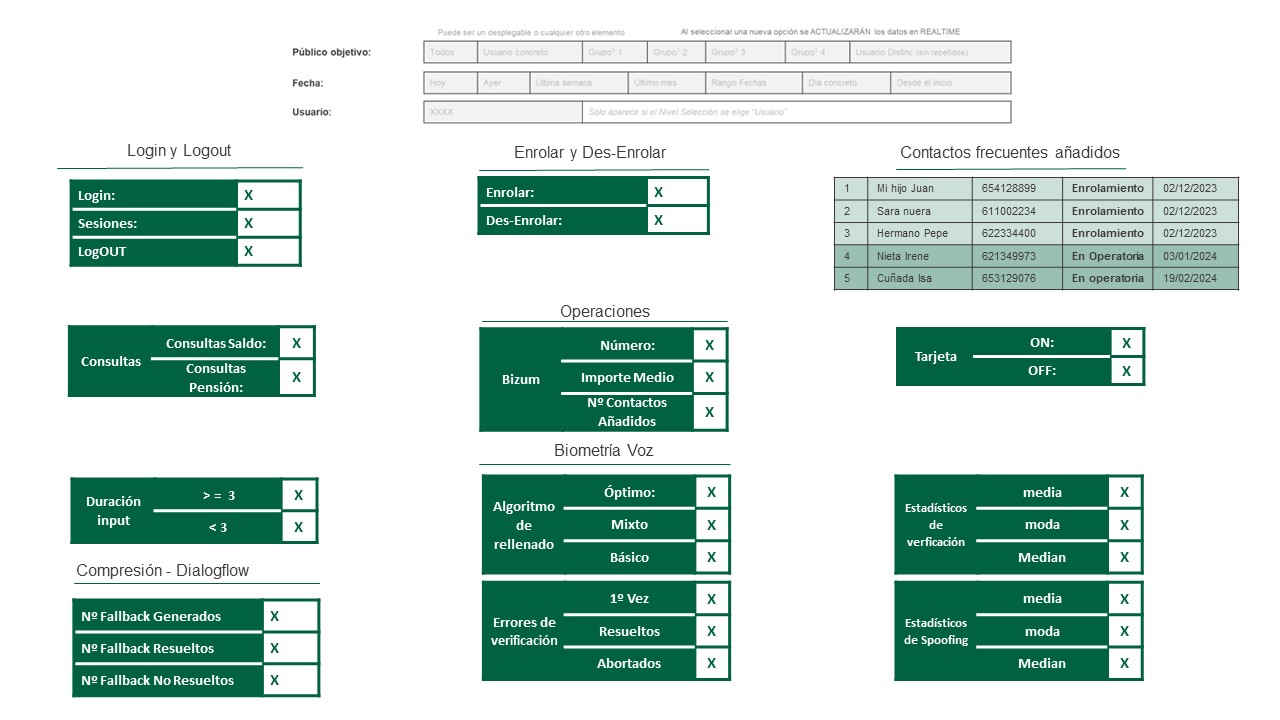 Puede ser un desplegable o cualquier otro elemento
Al seleccionar una nueva opción se ACTUALIZARÁN los datos en REALTIME
Público objetivo:
Todos
Usuario concreto
Grupo¹ 1
Grupo¹ 2
Grupo¹ 3
Grupo¹ 4
Usuario Distinc (sin repetidos)
Fecha:
Hoy
Ayer
Última semana
Último mes
Rango Fechas
Día concreto
Desde el inicio
Usuario:
XXXX
Sólo aparece si el Nivel Selección se elige "Usuario"
Login y Logout
Login: X
Sesiones: X
LogOUT X
Enrolar y Des-Enrolar
Enrolar: X
Des-Enrolar: X
Contactos frecuentes añadidos
1 Mi hijo Juan 654128899 Enrolamiento 02/12/2023
2 Sara nuera 611002234 Enrolamiento 02/12/2023
3 Hermano Pepe 622334400 Enrolamiento 02/12/2023
4 Nieta Irene 621349973 En Operatoria 03/01/2024
5 Cuñada Isa 653129076 En operatoria 19/02/2024
Consultas
Consultas Saldo: X
Consultas
Pensión: X
Operaciones
Bizum
Número: X
Importe Medio X
Nº Contactos
Añadidos X
Tarjeta
ON: X
OFF: X
Duración
input
> = 3 X
< 3 X
Biometría Voz
Algoritmo
de
rellenado
Óptimo: X
Mixto X
Básico X
Errores de
verificación
1º Vez X
Resueltos X
Abortados X
Estadísticos
de
verficación
media X
moda X
Median X
Estadísticos
de Spoofing
media X
moda X
Median X
Compresión - Dialogflow
Nº Fallback Generados X
Nº Fallback Resueltos X
Nº Fallback No Resueltos X